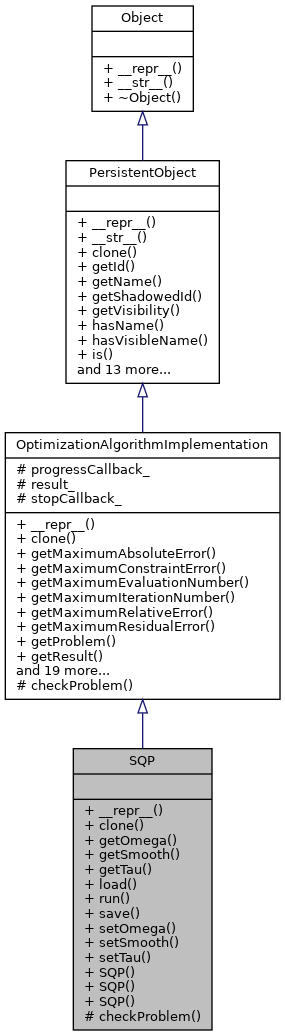 Object
+ __repr__()
+ __str__()
+ ~Object()
PersistentObject
+ __repr__()
+ __str__()
+ clone()
+ getId()
+ getName()
+ getShadowedId()
+ getVisibility()
+ hasName()
+ hasVisibleName()
+ is()
and 13 more...
OptimizationAlgorithmImplementation
# progressCallback_
# result_
# stopCallback_
+ __repr__()
+ clone()
+ getMaximumAbsoluteError()
+ getMaximumConstraintError()
+ getMaximumEvaluationNumber()
+ getMaximumIterationNumber()
+ getMaximumRelativeError()
+ getMaximumResidualError()
+ getProblem()
+ getResult()
and 19 more...
# checkProblem()
SQP
+ __repr__()
+ clone()
+ getOmega()
+ getSmooth()
+ getTau()
+ load()
+ run()
+ save()
+ setOmega()
+ setSmooth()
+ setTau()
+ SQP()
+ SQP()
+ SQP()
# checkProblem()